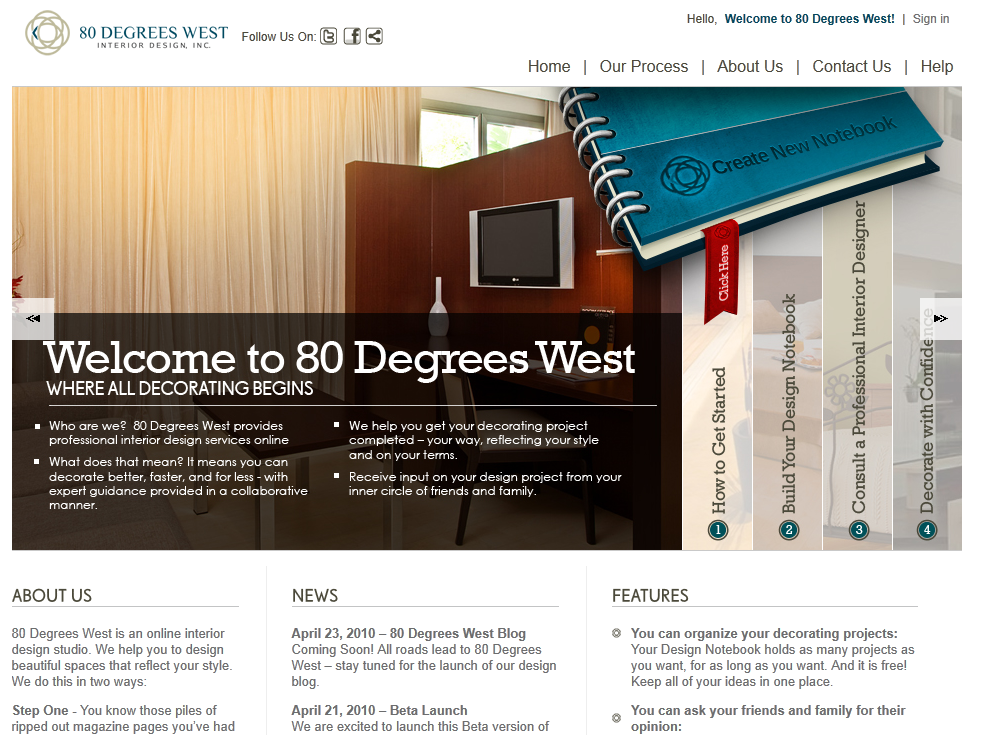 80 DEGREES WEST
INTERIOR DESIGN, INC.
Follow Us On:
Hello, Welcome to 80 Degrees West! | Sign in
Home | Our Process | About Us | Contact Us | Help
Create New Notebook
Click Here
Welcome to 80 Degrees West
WHERE ALL DECORATING BEGINS
Who are we? 80 Degrees West provides
professional interior design services online
What does that mean? It means you can
decorate better, faster, and for less - with
expert guidance provided in a collaborative
manner.
We help you get your decorating project
completed – your way, reflecting your style
and on your terms.
Receive input on your design project from your
inner circle of friends and family.
1 How to Get Started
2 Build Your Design Notebook
3 Consult a Professional Interior Designer
4 Decorate with Confidence
ABOUT US
80 Degrees West is an online interior
design studio. We help you to design
beautiful spaces that reflect your style.
We do this in two ways:
Step One - You know those piles of
ripped out magazine pages you've had
NEWS
April 23, 2010 – 80 Degrees West Blog
Coming Soon! All roads lead to 80 Degrees
West – stay tuned for the launch of our design
blog.
April 21, 2010 – Beta Launch
We are excited to launch this Beta version of
FEATURES
You can organize your decorating projects:
Your Design Notebook holds as many projects as
you want, for as long as you want. And it is free!
Keep all of your ideas in one place.
You can ask your friends and family for their
opinion: